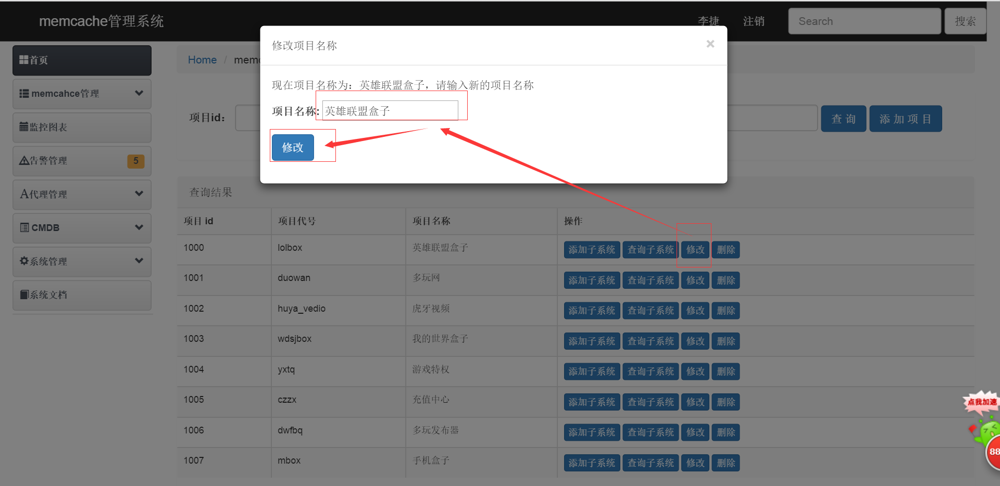 memcache管理系统
李捷 注销 Search 搜索
首页
memcahce管理
监控图表
告警管理 5
A代理管理
CMDB
系统管理
系统文档
Home / memc
修改项目名称 ×
现在项目名称为：英雄联盟盒子，请输入新的项目名称
项目名称: 英雄联盟盒子
修改
项目id： 查 询 添 加 项 目
查询结果
项目 id 项目代号 项目名称 操作
1000 lolbox 英雄联盟盒子 添加子系统 查询子系统 修改 删除
1001 duowan 多玩网 添加子系统 查询子系统 修改 删除
1002 huya_vedio 虎牙视频 添加子系统 查询子系统 修改 删除
1003 wdsjbox 我的世界盒子 添加子系统 查询子系统 修改 删除
1004 yxtq 游戏特权 添加子系统 查询子系统 修改 删除
1005 czzx 充值中心 添加子系统 查询子系统 修改 删除
1006 dwfbq 多玩发布器 添加子系统 查询子系统 修改 删除
1007 mbox 手机盒子 添加子系统 查询子系统 修改 删除
点我加速
88